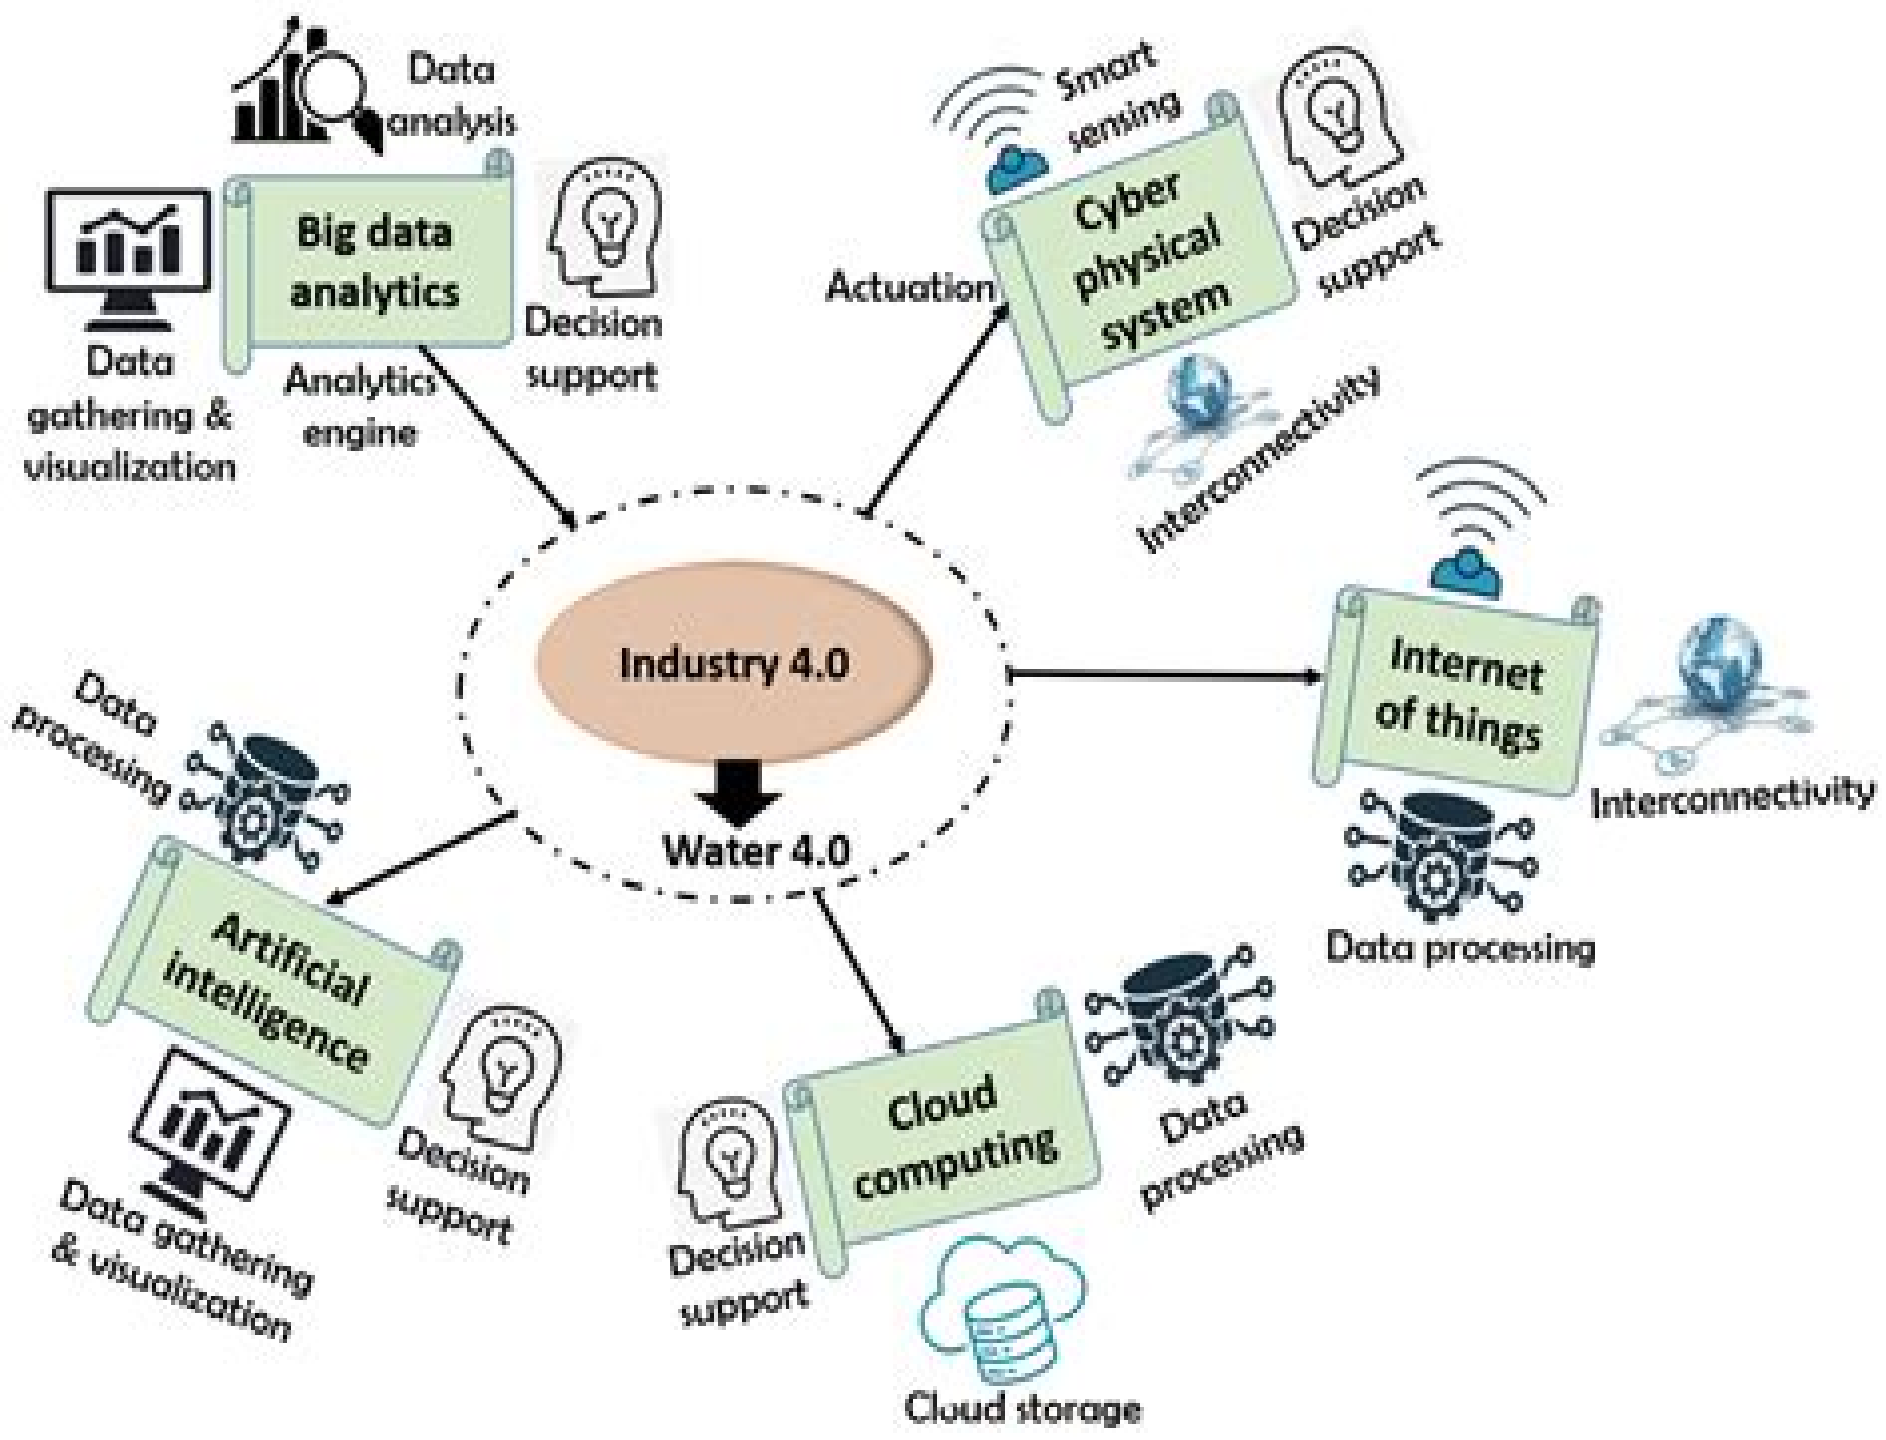 Data
analysis
Big data
analytics
Decision
support
Data
gathering &
visualization
Analytics
engine
Smart
sensing
Cyber
physical
system
Decision
support
Actuation
Interconnectivity
Industry 4.0
Water 4.0
Internet
of things
Interconnectivity
Data processing
Data
processing
Artificial
intelligence
Decision
support
Data gathering
& visualization
Cloud
computing
Data
processing
Decision
support
Cloud storage